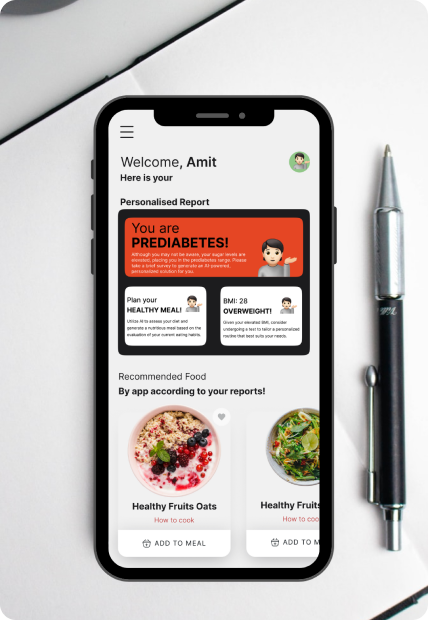 Welcome, Amit
Here is your
Personalised Report
You are
PREDIABETES!
Although you may not be aware, your sugar levels are
elevated, placing you in the prediabetes range. Please
take a brief survey to generate an AI-powered,
personalized solution for you.
Plan your
HEALTHY MEAL!
Utilize AI to assess your diet and
generate a nutritious meal based on the
evaluation of your current eating habits.
BMI: 28
OVERWEIGHT!
Given your elevated BMI, consider
undergoing a test to tailor a personalized
routine that best suits your needs.
Recommended Food
By app according to your reports!
Healthy Fruits Oats
How to cook
ADD TO MEAL
Healthy Fruits
How to coo
ADD TO M